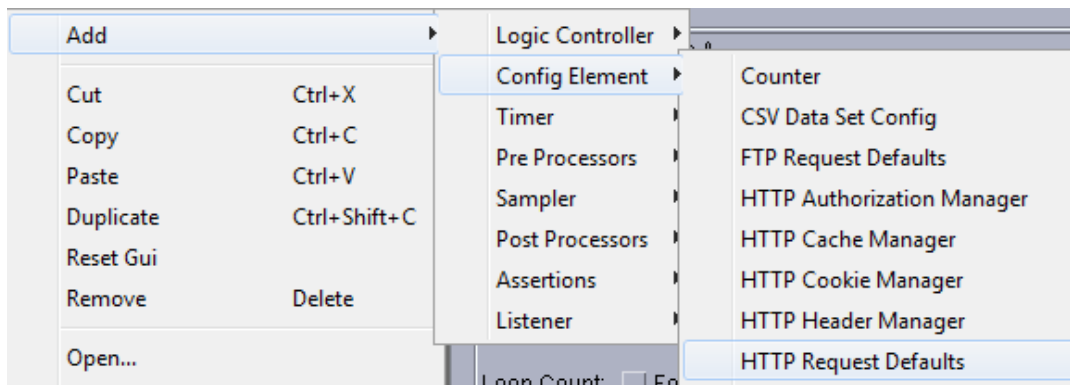 Add
Cut Ctrl+X
Copy Ctrl+C
Paste Ctrl+V
Duplicate Ctrl+Shift+C
Reset Gui
Remove Delete
Open...
Logic Controller
Config Element
Timer
Pre Processors
Sampler
Post Processors
Assertions
Listener
Counter
CSV Data Set Config
FTP Request Defaults
HTTP Authorization Manager
HTTP Cache Manager
HTTP Cookie Manager
HTTP Header Manager
HTTP Request Defaults
Loop Count: